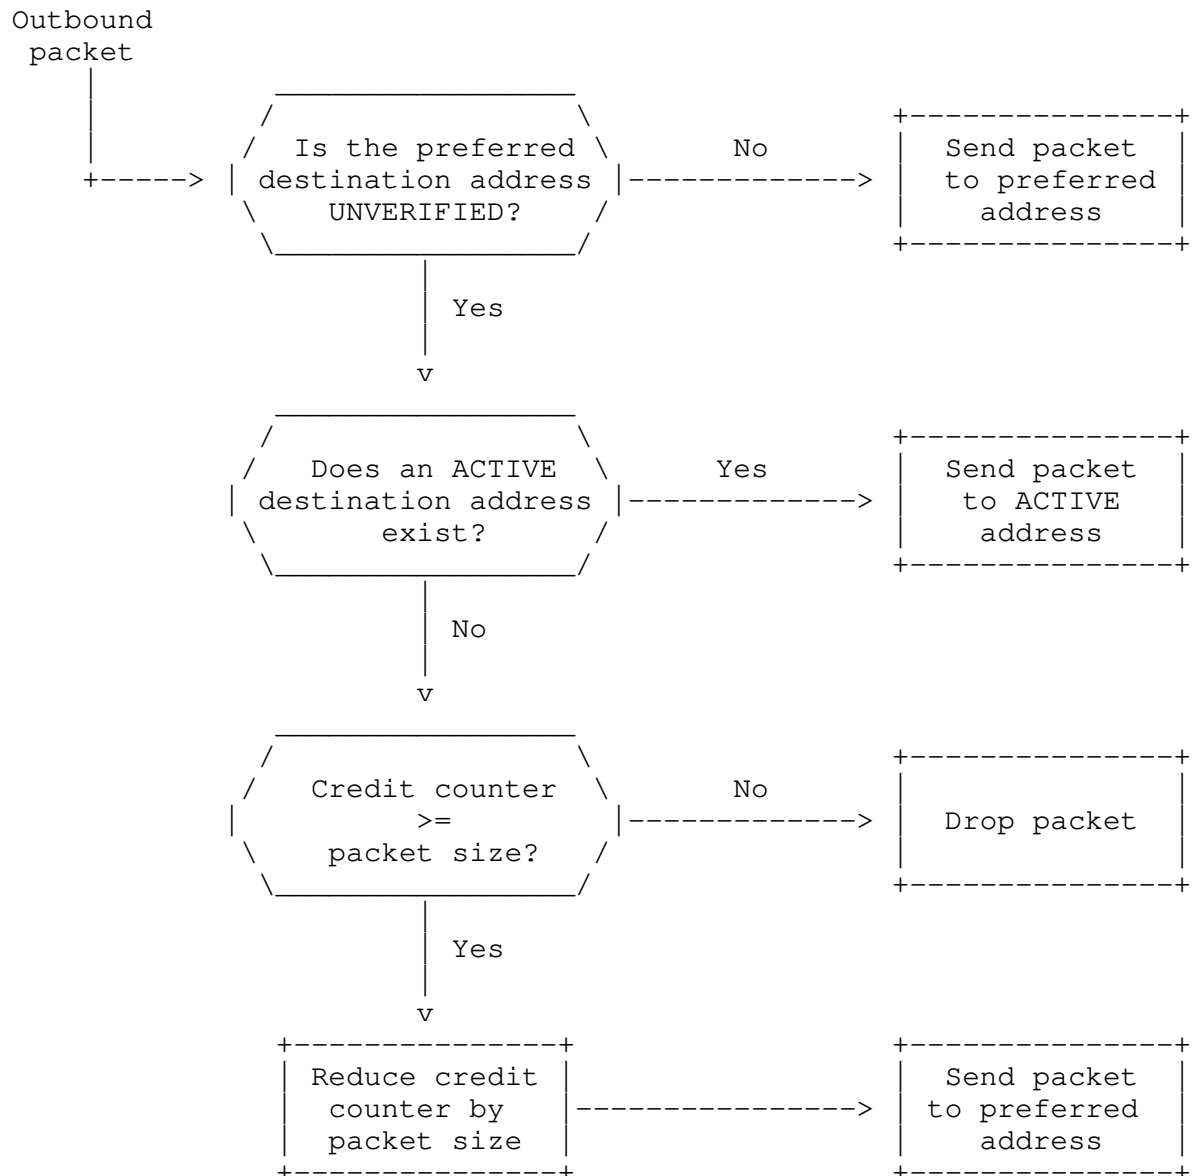 Outbound
packet
Is the preferred
destination address
UNVERIFIED?
No
Send packet
to preferred
address
Yes
Does an ACTIVE
destination address
exist?
Yes
Send packet
to ACTIVE
address
No
Credit counter
>=
packet size?
No
Drop packet
Yes
Reduce credit
counter by
packet size
Send packet
to preferred
address